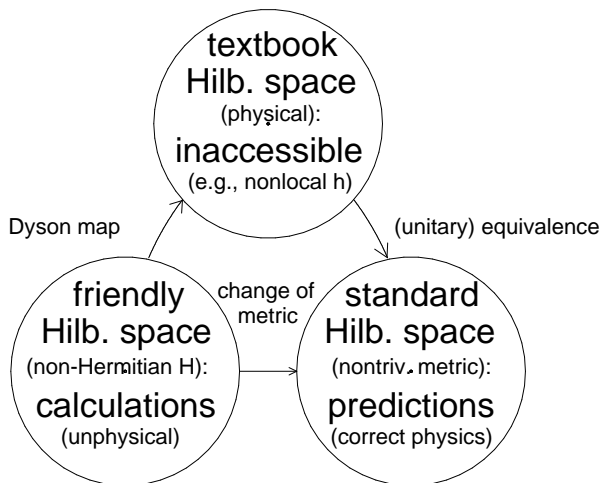 textbook
Hilb. space
(physical):
inaccessible
(e.g., nonlocal h)
Dyson map
(unitary) equivalence
friendly
Hilb. space
(non-Hermitian H):
calculations
(unphysical)
change of
metric
standard
Hilb. space
(nontriv. metric):
predictions
(correct physics)